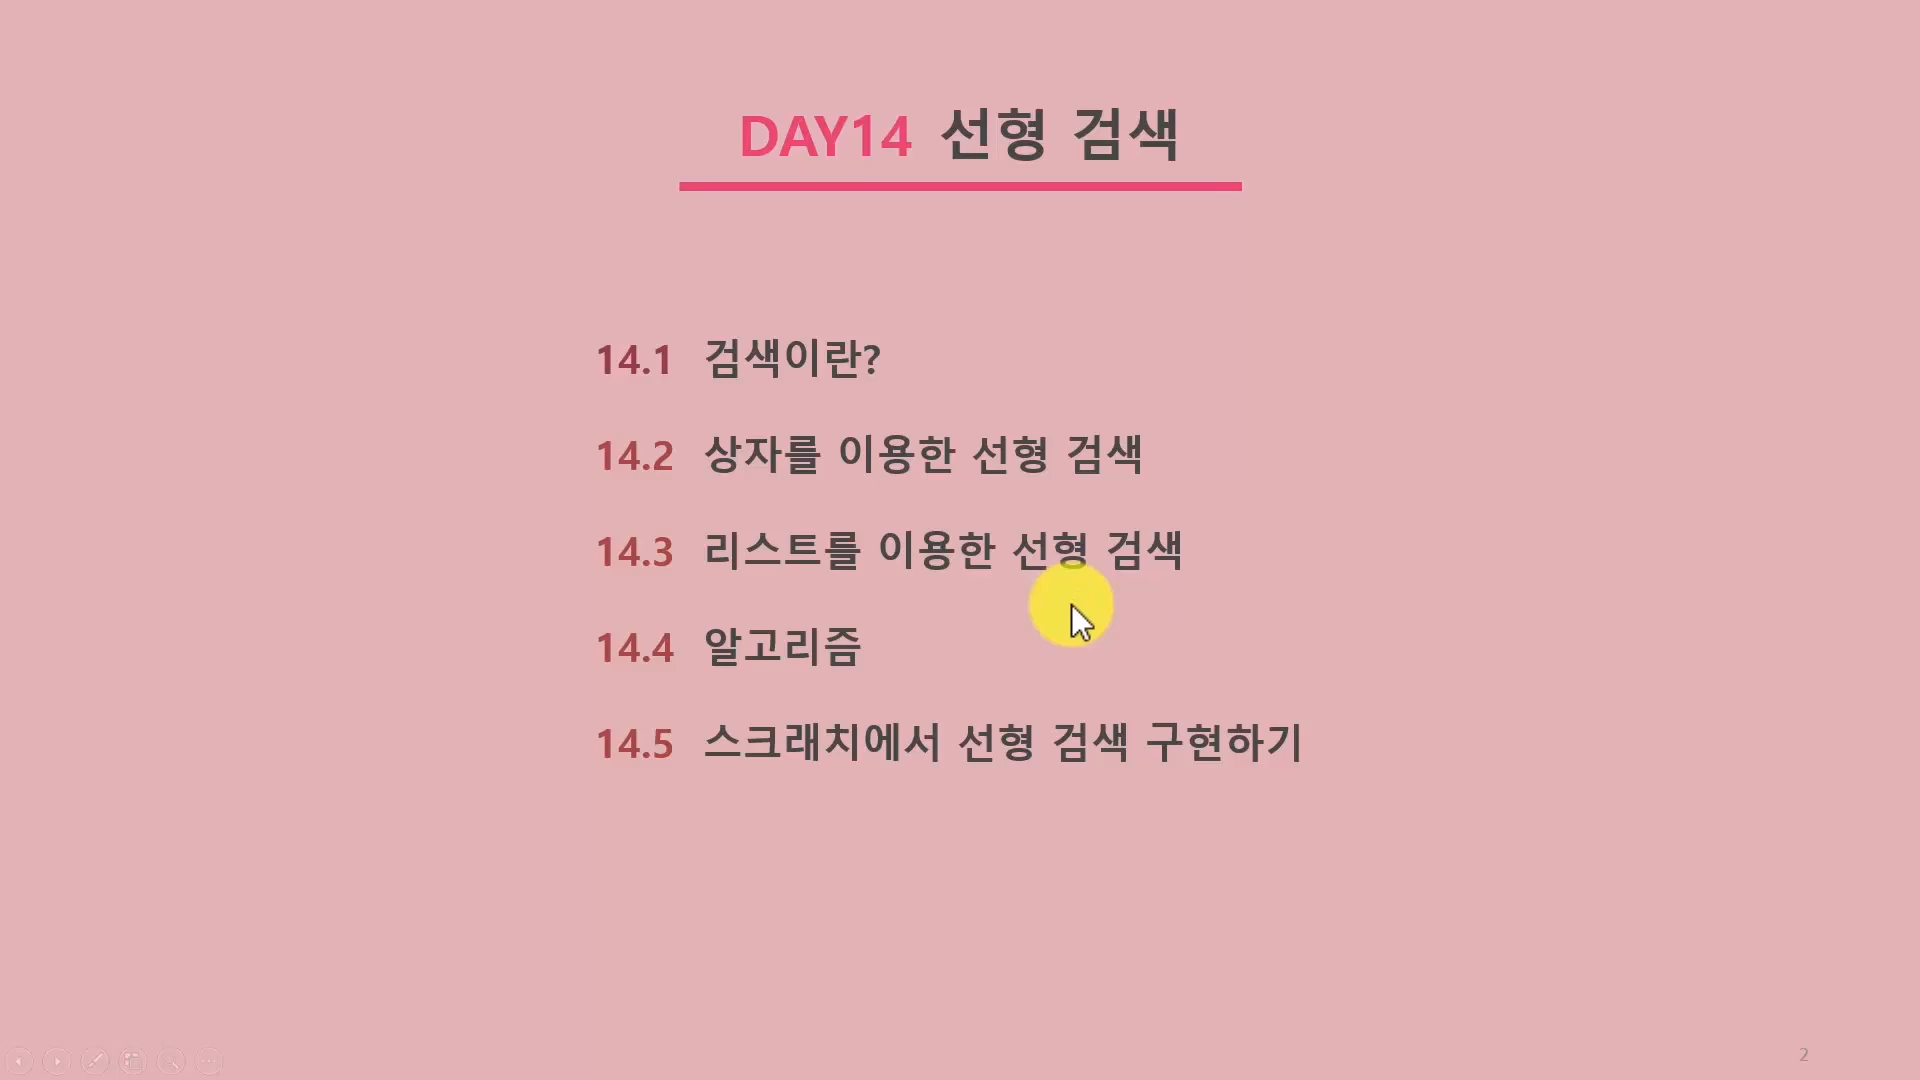 DAY14 선형 검색
14.1 검색이란?
14.2 상자를 이용한 선형 검색
14.3 리스트를 이용한 선형 검색
14.4 알고리즘
14.5 스크래치에서 선형 검색 구현하기
2